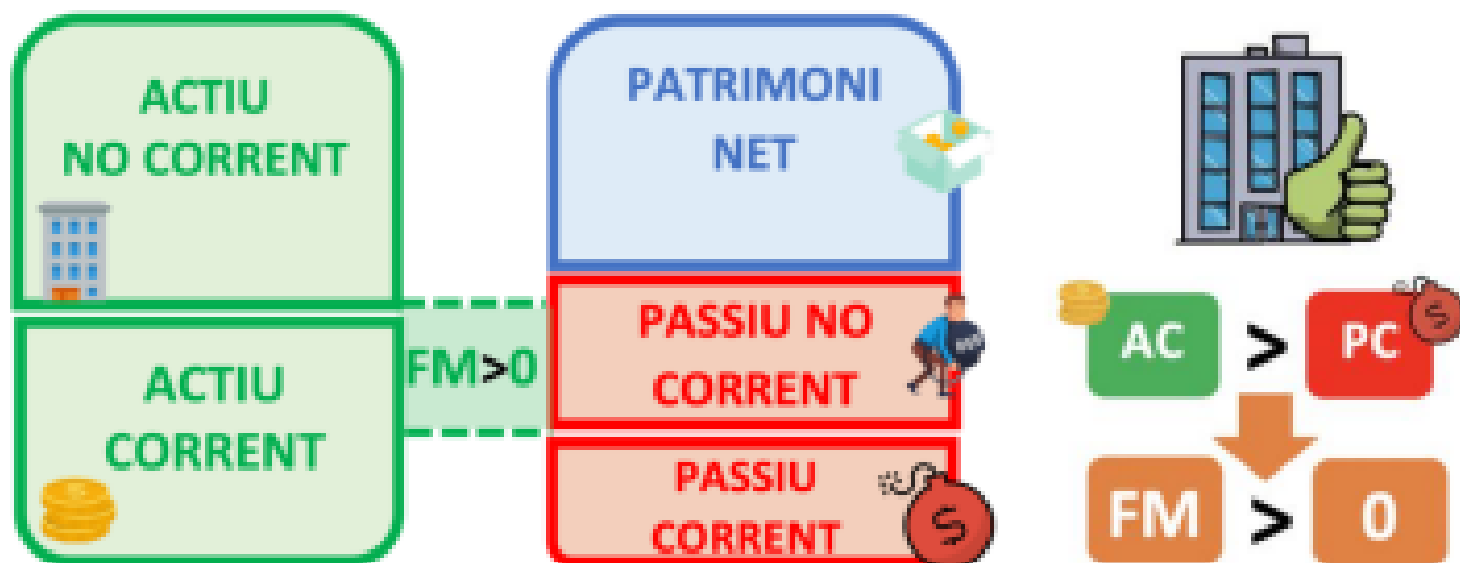 ACTIU
NO CORRENT
ACTIU
CORRENT
FM>0
PATRIMONI
NET
PASSIU NO
CORRENT
PASSIU
CORRENT
$
AC > PC
$
FM > 0